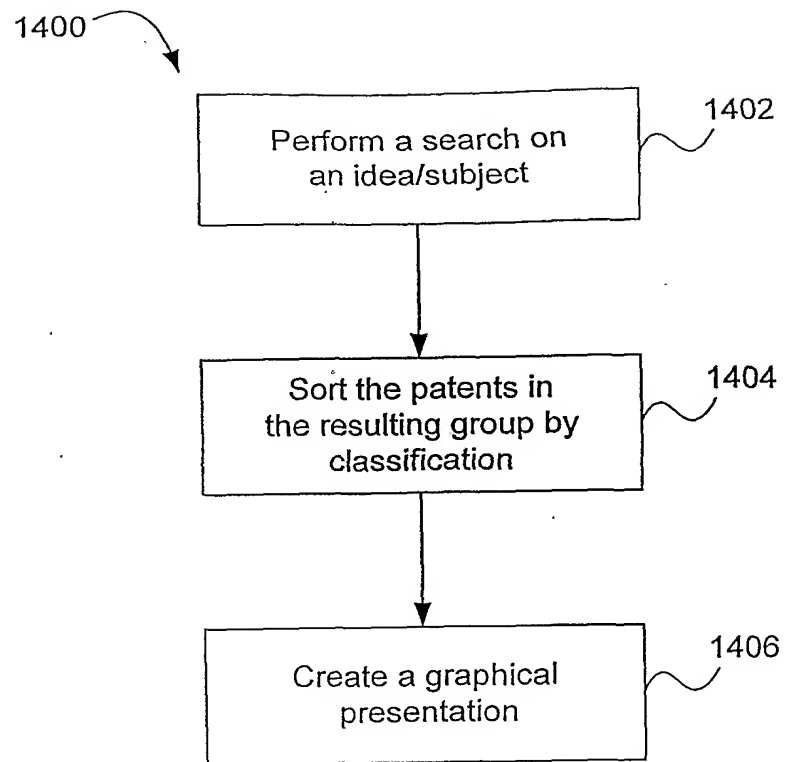 1400
1402
Perform a search on
an idea/subject
1404
Sort the patents in
the resulting group by
classification
1406
Create a graphical
presentation